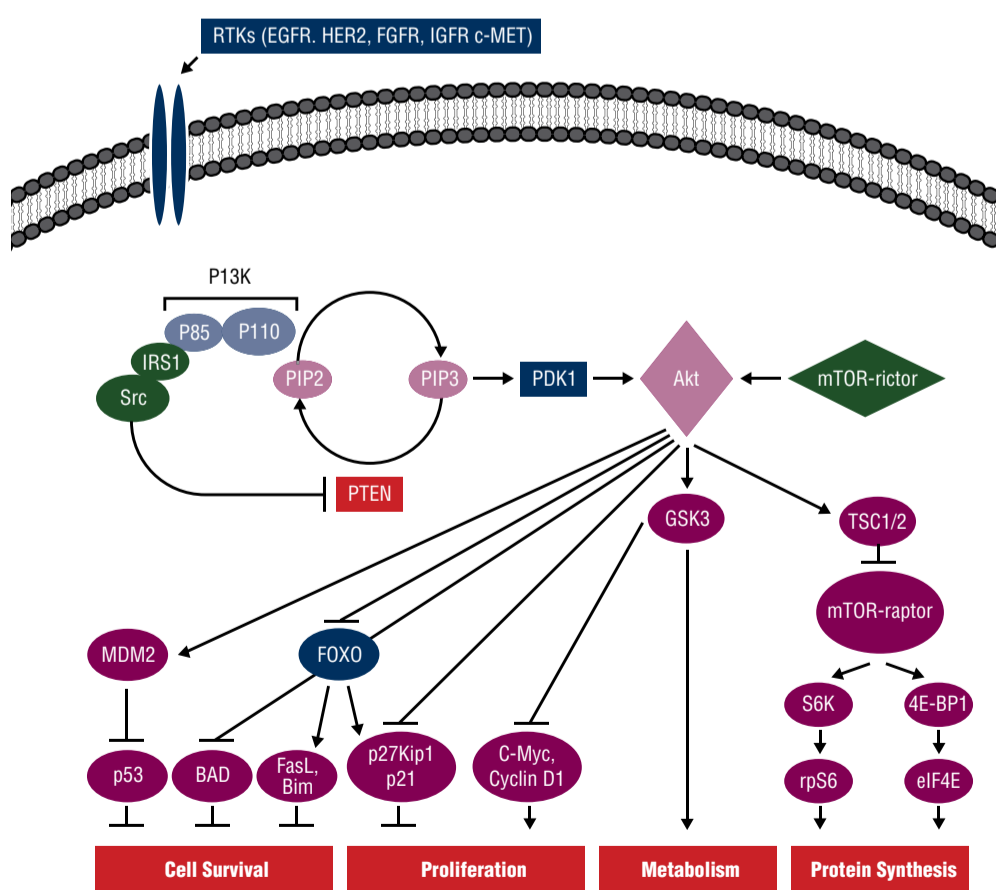 RTKs (EGFR. HER2, FGFR, IGFR c-MET)
P13K
P85
P110
IRS1
Src
PIP2
PIP3
PDK1
Akt
mTOR-rictor
PTEN
GSK3
TSC1/2
mTOR-raptor
MDM2
FOXO
S6K
4E-BP1
p53
BAD
FasL,
Bim
p27Kip1
p21
C-Myc,
Cyclin D1
rpS6
eIF4E
Cell Survival
Proliferation
Metabolism
Protein Synthesis